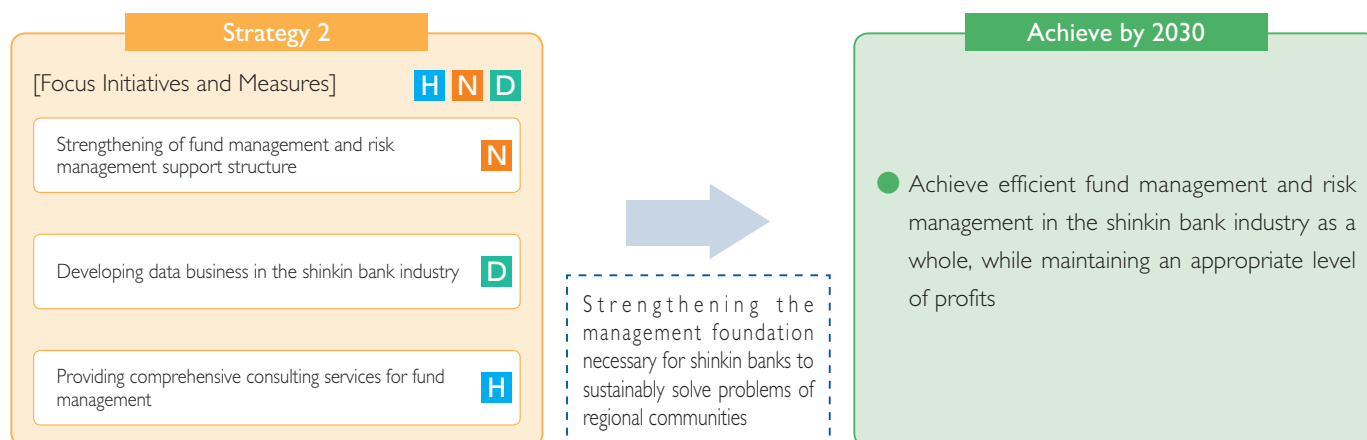 Strategy 2
[Focus Initiatives and Measures]
H N D
Strengthening of fund management and risk
management support structure
N
Developing data business in the shinkin bank industry
D
Providing comprehensive consulting services for fund
management
H
Strengthening the
management foundation
necessary for shinkin banks to
sustainably solve problems of
regional communities
Achieve by 2030
Achieve efficient fund management and risk
management in the shinkin bank industry as a
whole, while maintaining an appropriate level
of profits